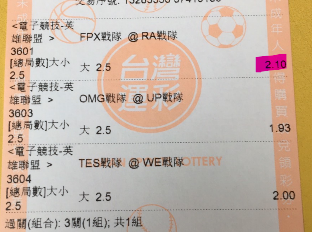 <電子競技-英
雄聯盟 > FPX戰隊 @ RA戰隊
3601
[總局數]大小 大 2.5 2.10
2.5
<電子競技-英
雄聯盟 > OMG戰隊 @ UP戰隊
3603
[總局數]大小 大 2.5 1.93
2.5
<電子競技-英
雄聯盟 > TES戰隊 @ WE戰隊
3604
[總局數]大小 大 2.5 2.00
2.5
過關(組合): 3關(1組); 共1組
台灣
運彩
LOTTERY